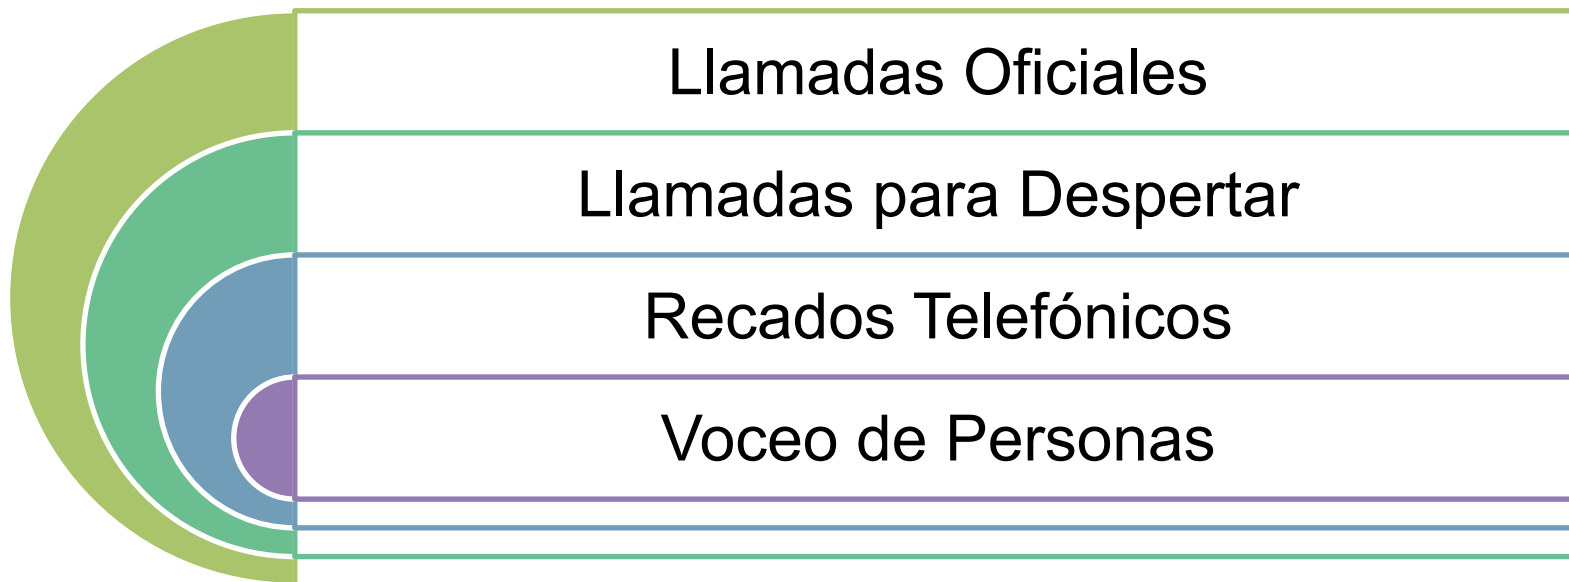 Llamadas Oficiales
Llamadas para Despertar
Recados Telefónicos
Voceo de Personas